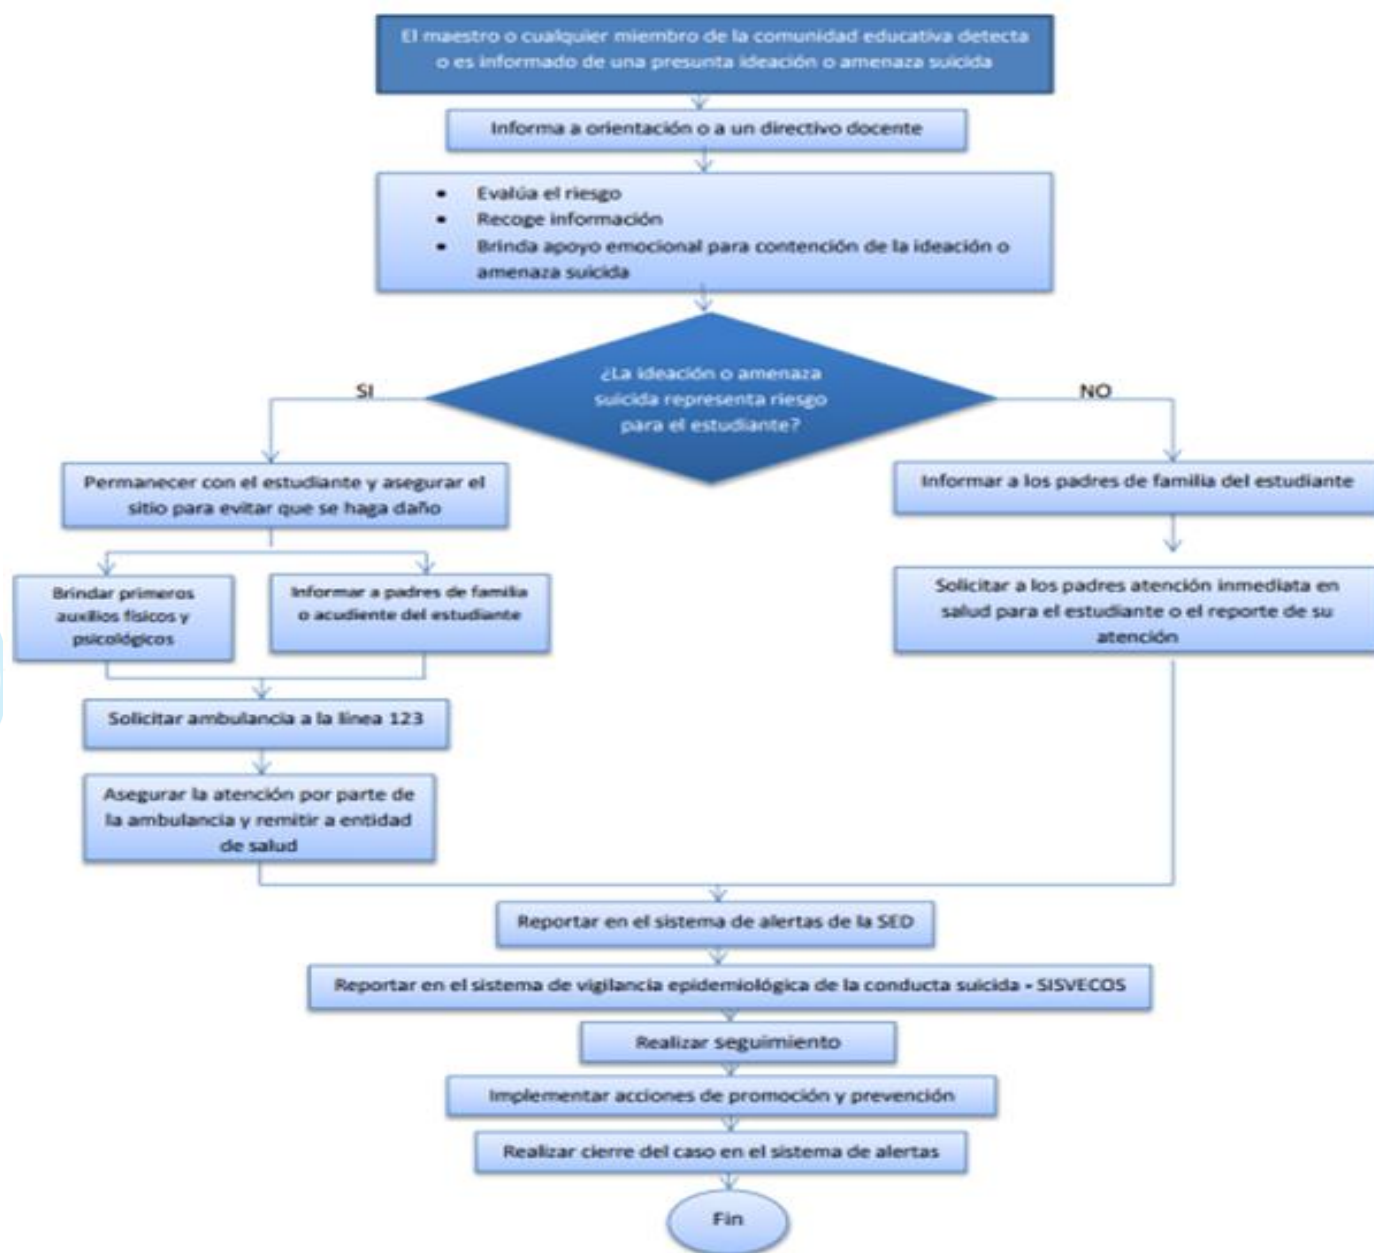 El maestro o cualquier miembro de la comunidad educativa detecta
o es informado de una presunta ideación o amenaza suicida
Informa a orientación o a un directivo docente
• Evalúa el riesgo
• Recoge información
• Brinda apoyo emocional para contención de la ideación o
amenaza suicida
¿La ideación o amenaza
suicida representa riesgo
para el estudiante?
SI
NO
Permanecer con el estudiante y asegurar el
sitio para evitar que se haga daño
Informar a los padres de familia del estudiante
Brindar primeros
auxilios físicos y
psicológicos
Informar a padres de familia
o acudiente del estudiante
Solicitar a los padres atención inmediata en
salud para el estudiante o el reporte de su
atención
Solicitar ambulancia a la línea 123
Asegurar la atención por parte de
la ambulancia y remitir a entidad
de salud
Reportar en el sistema de alertas de la SED
Reportar en el sistema de vigilancia epidemiológica de la conducta suicida - SISVECOS
Realizar seguimiento
Implementar acciones de promoción y prevención
Realizar cierre del caso en el sistema de alertas
Fin